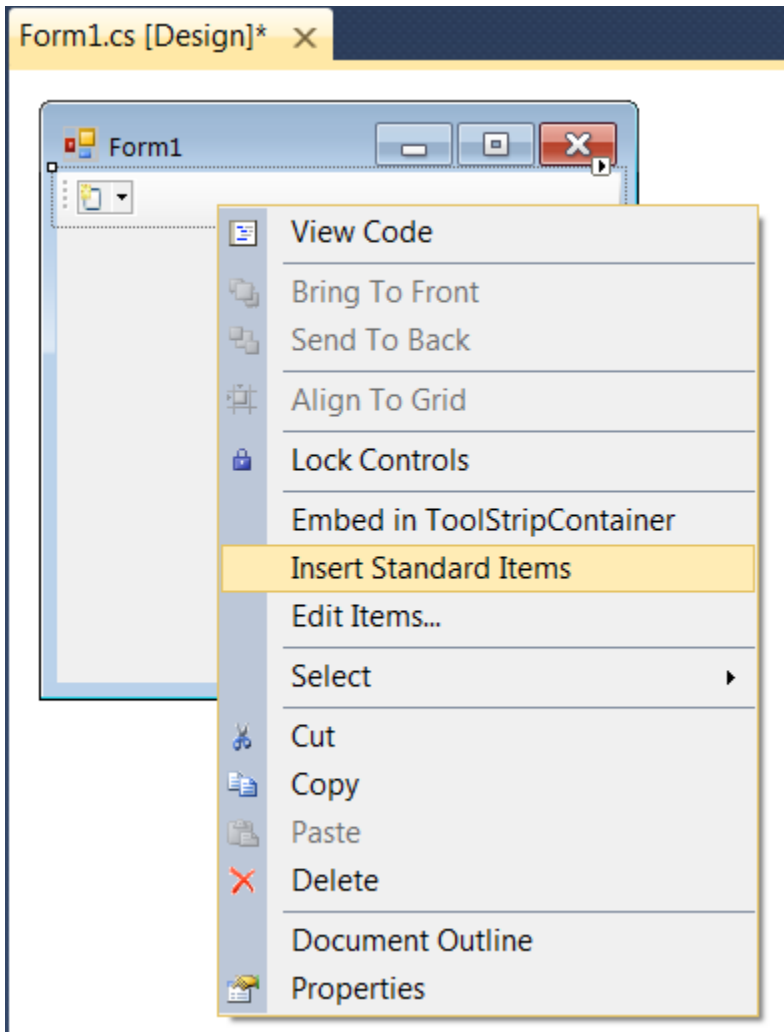 Form1.cs [Design]*
Form1
View Code
Bring To Front
Send To Back
Align To Grid
Lock Controls
Embed in ToolStripContainer
Insert Standard Items
Edit Items...
Select
Cut
Copy
Paste
Delete
Document Outline
Properties